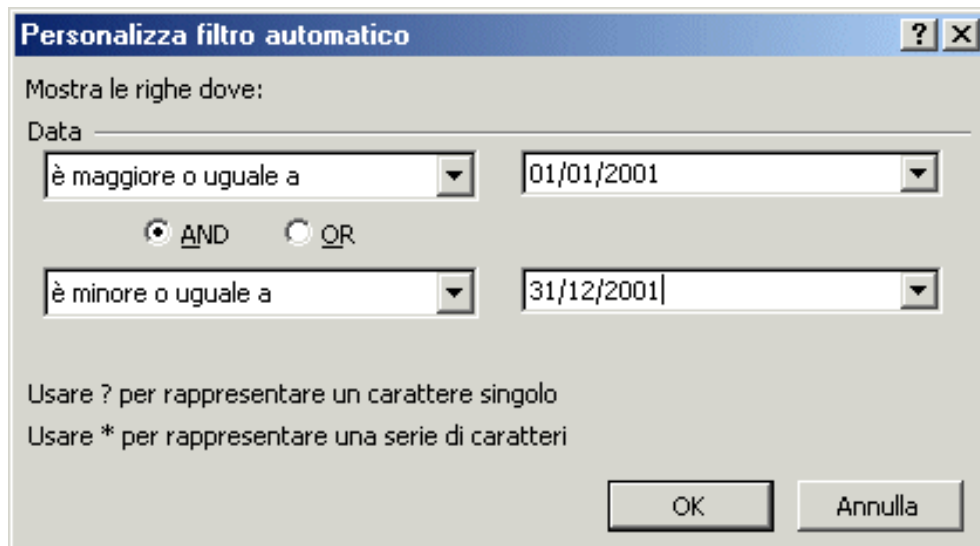 Personalizza filtro automatico
Mostra le righe dove:
Data
è maggiore o uguale a 01/01/2001
AND OR
è minore o uguale a 31/12/2001
Usare ? per rappresentare un carattere singolo
Usare * per rappresentare una serie di caratteri
OK Annulla